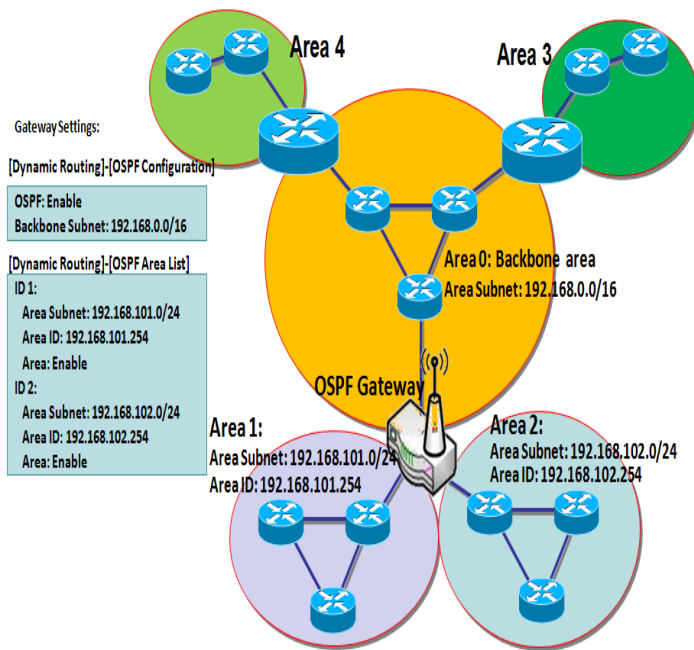 Area 4
Area 3
Gateway Settings:
[Dynamic Routing]-[OSPF Configuration]
OSPF: Enable
Backbone Subnet: 192.168.0.0/16
[Dynamic Routing]-[OSPF Area List]
ID 1:
Area Subnet: 192.168.101.0/24
Area ID: 192.168.101.254
Area: Enable
ID 2:
Area Subnet: 192.168.102.0/24
Area ID: 192.168.102.254
Area: Enable
Area 0: Backbone area
Area Subnet: 192.168.0.0/16
OSPF Gateway
Area 1:
Area Subnet: 192.168.101.0/24
Area ID: 192.168.101.254
Area 2:
Area Subnet: 192.168.102.0/24
Area ID: 192.168.102.254